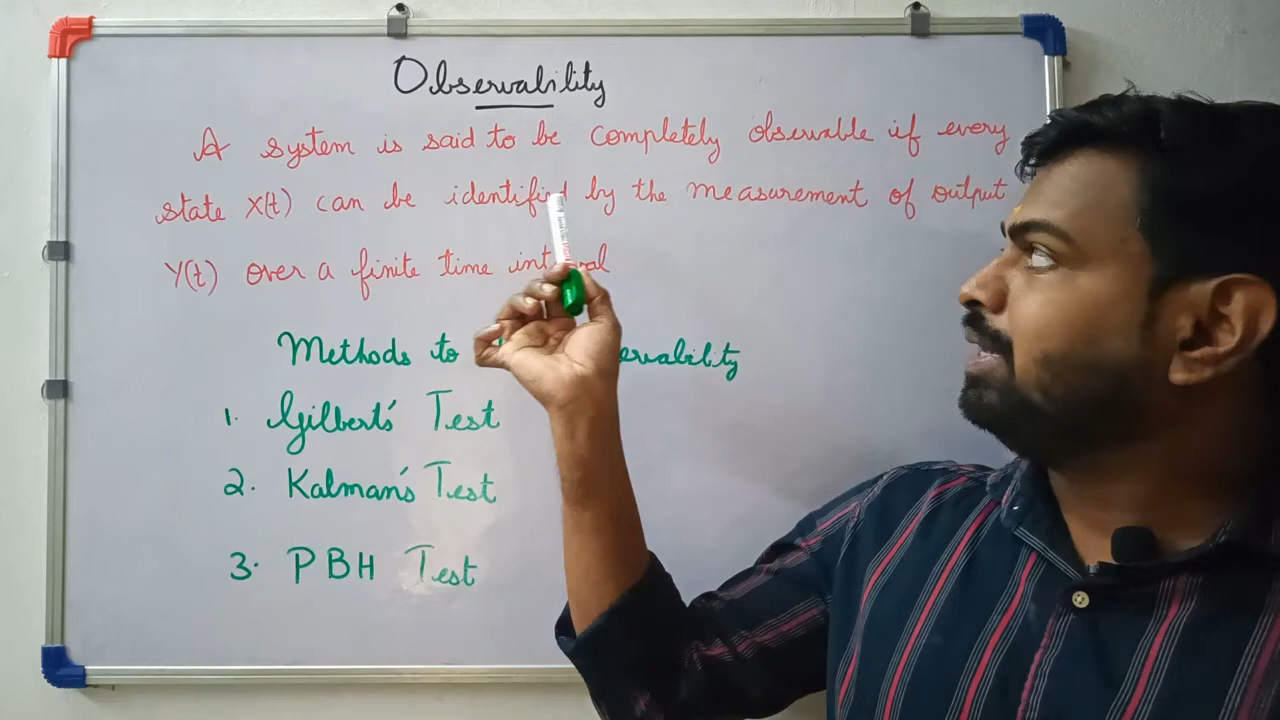 Observability
A system is said to be completely observable if every
state X(t) can be identified by the measurement of output
Y(t) over a finite time interval
Methods to
1. Gilbert's Test
2. Kalman's Test
3. PBH Test